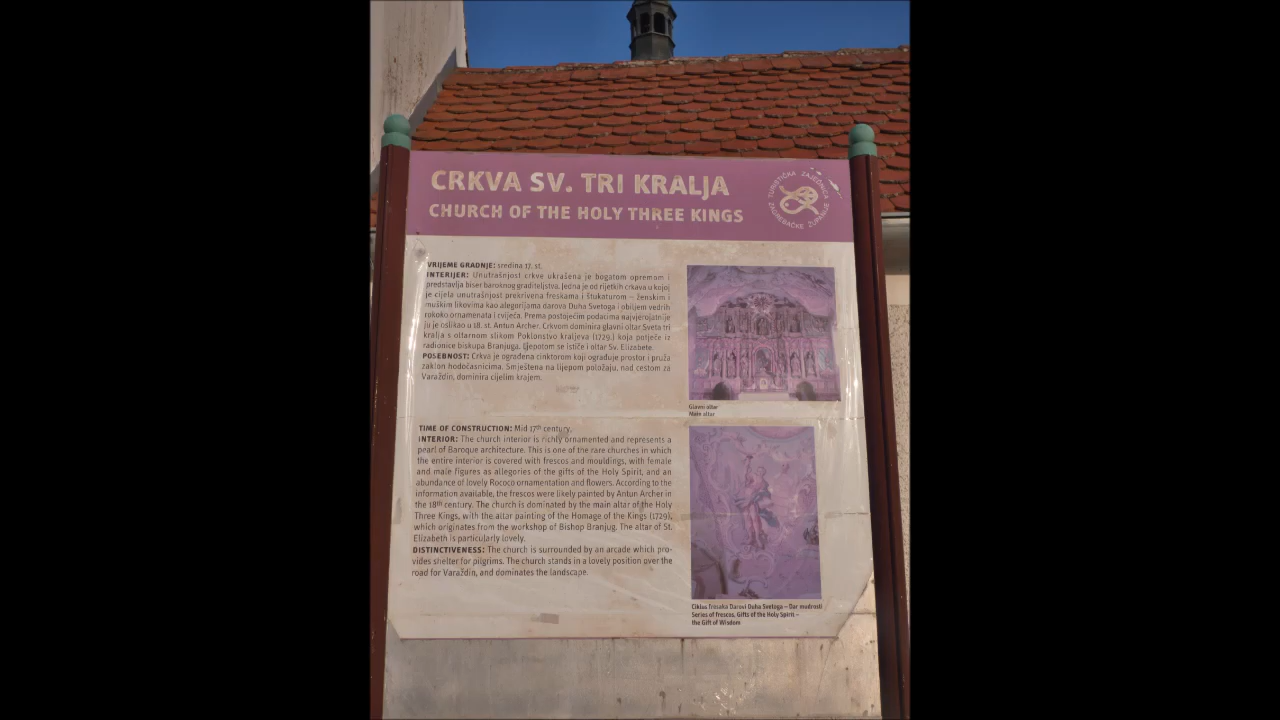 CRKVA SV. TRI KRALJA
CHURCH OF THE HOLY THREE KINGS
TURISTIČKA ZAJEDNICA
ZAGREBAČKE ŽUPANIJE
VRIJEME GRADNJE: sredina 17. st.
INTERIJER: Unutrašnjost crkve ukrašena je bogatom opremom i
predstavlja biser baroknog graditeljstva. Jedna je od rijetkih crkava u kojoj
je cijela unutrašnjost prekrivena freskama i štukaturom – ženskim i
muškim likovima kao alegorijama darova Duha Svetoga i obiljem vedrih
rokoko ornamenata i cvijeća. Prema postojećim podacima najvjerojatnije
ju je oslikao u 18. st. Antun Archer. Crkvom dominira glavni oltar Sveta tri
kralja s oltarnom slikom Poklonstvo kraljeva (1729.) koja potječe iz
radionice biskupa Branjuga. Ljepotom se ističe i oltar Sv. Elizabete.
POSEBNOST: Crkva je ograđena cinktorom koji ograđuje prostor i pruža
zaklon hodočasnicima. Smještena na lijepom položaju, nad cestom za
Varaždin, dominira cijelim krajem.
Glavni oltar
Main altar
TIME OF CONSTRUCTION: Mid 17th century.
INTERIOR: The church interior is richly ornamented and represents a
pearl of Baroque architecture. This is one of the rare churches in which
the entire interior is covered with frescos and mouldings, with female
and male figures as allegories of the gifts of the Holy Spirit, and an
abundance of lovely Rococo ornamentation and flowers. According to the
information available, the frescos were likely painted by Antun Archer in
the 18th century. The church is dominated by the main altar of the Holy
Three Kings, with the altar painting of the Homage of the Kings (1729),
which originates from the workshop of Bishop Branjug. The altar of St.
Elizabeth is particularly lovely.
DISTINCTIVENESS: The church is surrounded by an arcade which pro-
vides shelter for pilgrims. The church stands in a lovely position over the
road for Varaždin, and dominates the landscape.
Ciklus fresaka Darovi Duha Svetoga – Dar mudrosti
Series of frescos, Gifts of the Holy Spirit –
the Gift of Wisdom